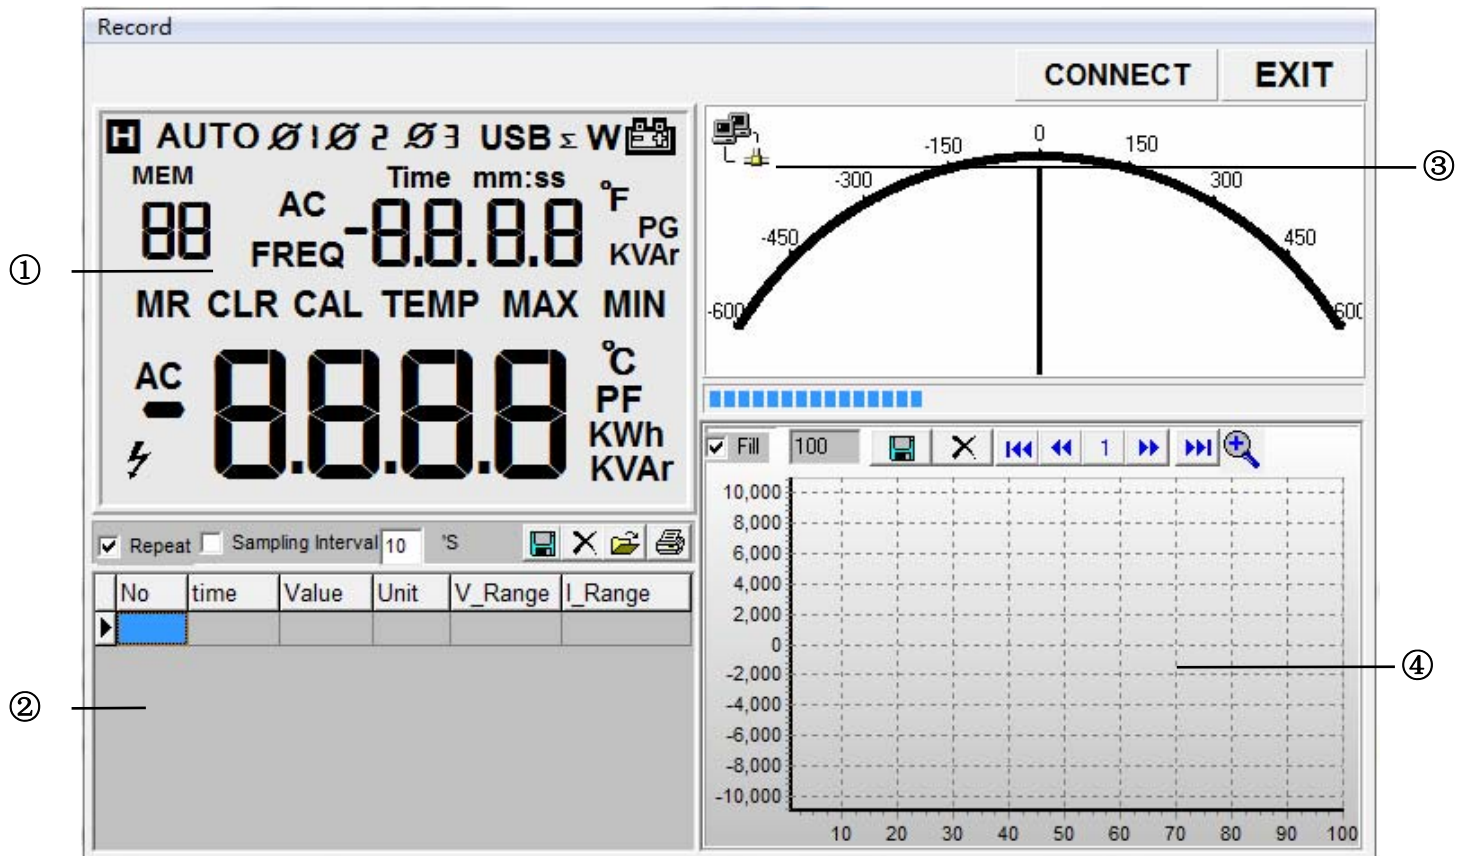 Record
CONNECT EXIT
H AUTO Ø1Ø2 Ø3 USB Σ W
MEM
Time mm:ss
88
AC
FREQ
-8.8.8.8
°F
PG
KVAr
MR CLR CAL TEMP MAX MIN
AC
8.8.8.8
°C
PF
KWh
KVAr
①
-600 -450 -300 -150 0 150 300 450 600
③
Repeat Sampling Interval 10 'S
No time Value Unit V_Range I_Range
②
Fill 100 1
10,000
8,000
6,000
4,000
2,000
0
-2,000
-4,000
-6,000
-8,000
-10,000
10 20 30 40 50 60 70 80 90 100
④